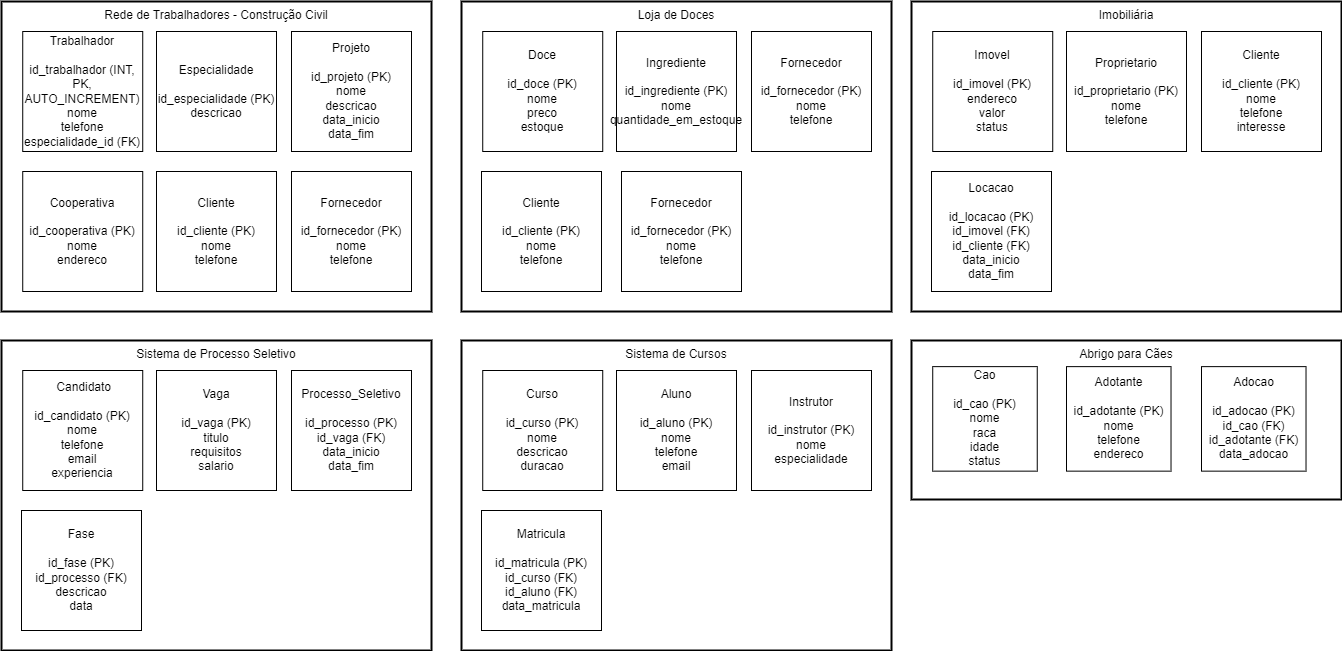 Rede de Trabalhadores - Construção Civil
Trabalhador
id_trabalhador (INT,
PK,
AUTO_INCREMENT)
nome
telefone
especialidade_id (FK)
Especialidade
id_especialidade (PK)
descricao
Projeto
id_projeto (PK)
nome
descricao
data_inicio
data_fim
Cooperativa
id_cooperativa (PK)
nome
endereco
Cliente
id_cliente (PK)
nome
telefone
Fornecedor
id_fornecedor (PK)
nome
telefone
Loja de Doces
Doce
id_doce (PK)
nome
preco
estoque
Ingrediente
id_ingrediente (PK)
nome
quantidade_em_estoque
Fornecedor
id_fornecedor (PK)
nome
telefone
Cliente
id_cliente (PK)
nome
telefone
Fornecedor
id_fornecedor (PK)
nome
telefone
Imobiliária
Imovel
id_imovel (PK)
endereco
valor
status
Proprietario
id_proprietario (PK)
nome
telefone
Cliente
id_cliente (PK)
nome
telefone
interesse
Locacao
id_locacao (PK)
id_imovel (FK)
id_cliente (FK)
data_inicio
data_fim
Sistema de Processo Seletivo
Candidato
id_candidato (PK)
nome
telefone
email
experiencia
Vaga
id_vaga (PK)
titulo
requisitos
salario
Processo_Seletivo
id_processo (PK)
id_vaga (FK)
data_inicio
data_fim
Fase
id_fase (PK)
id_processo (FK)
descricao
data
Sistema de Cursos
Curso
id_curso (PK)
nome
descricao
duracao
Aluno
id_aluno (PK)
nome
telefone
email
Instrutor
id_instrutor (PK)
nome
especialidade
Matricula
id_matricula (PK)
id_curso (FK)
id_aluno (FK)
data_matricula
Abrigo para Cães
Cao
id_cao (PK)
nome
raca
idade
status
Adotante
id_adotante (PK)
nome
telefone
endereco
Adocao
id_adocao (PK)
id_cao (FK)
id_adotante (FK)
data_adocao